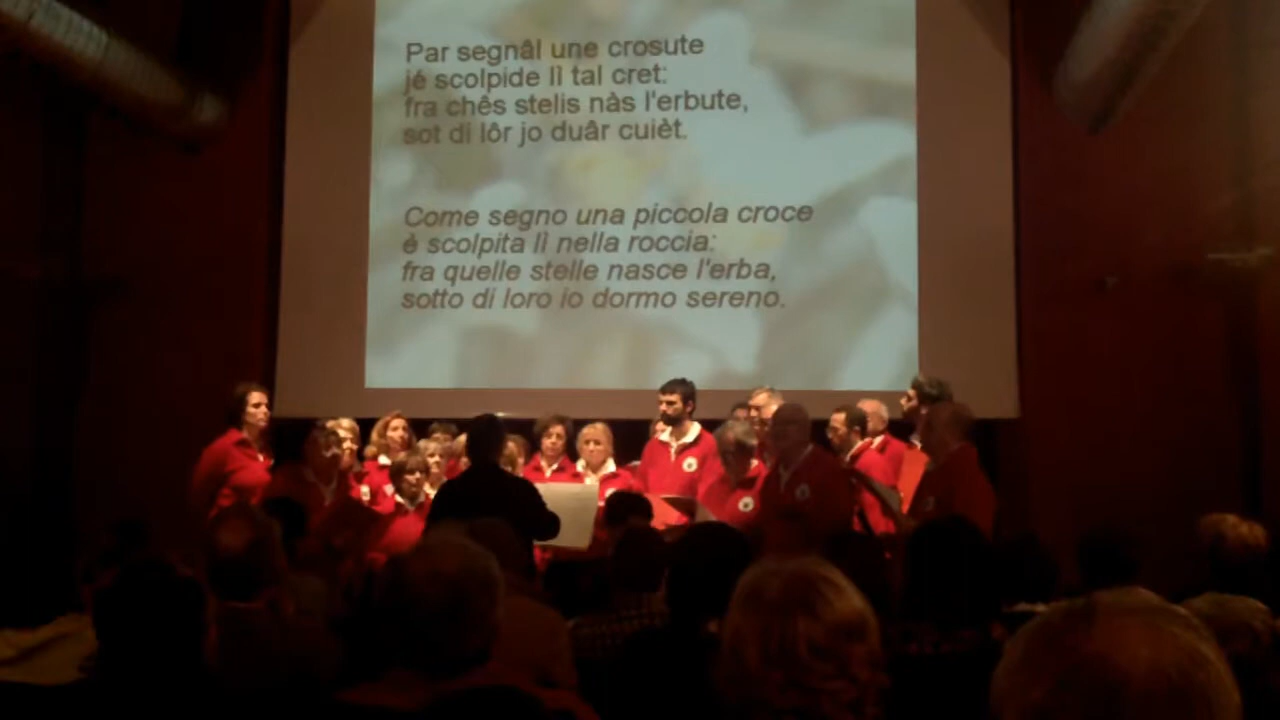 Par segnâl une crosute
jé scolpide lì tal cret:
fra chês stelis nàs l'erbute,
sot di lôr jo duâr cuièt.
Come segno una piccola croce
è scolpita lì nella roccia:
fra quelle stelle nasce l'erba,
sotto di loro io dormo sereno.